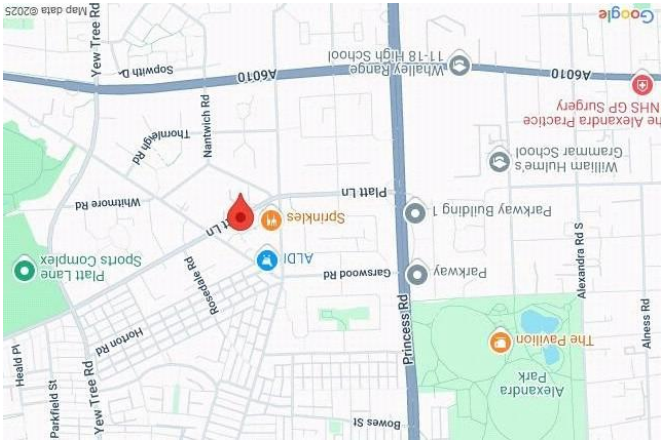 Bowes St
Parkfield St
Yew Tree Rd
Heald Pl
Alexandra
Park
The Pavilion
Alness Rd
Princess Rd
Horton Rd
Parkway
Garswood Rd
ALDI
Rosedale Rd
Platt Lane
Sports Complex
Alexandra Rd S
Parkway Building 1
Platt Ln
Sprinkles
tt Ln
Whitmore Rd
William Hulme's
Grammar School
Thornleigh Rd
Nantwich Rd
he Alexandra Practice
NHS GP Surgery
Whalley Range
11-18 High School
A6010
A6010
Sopwith D
Yew Tree Rd
Google
Map data ©2025